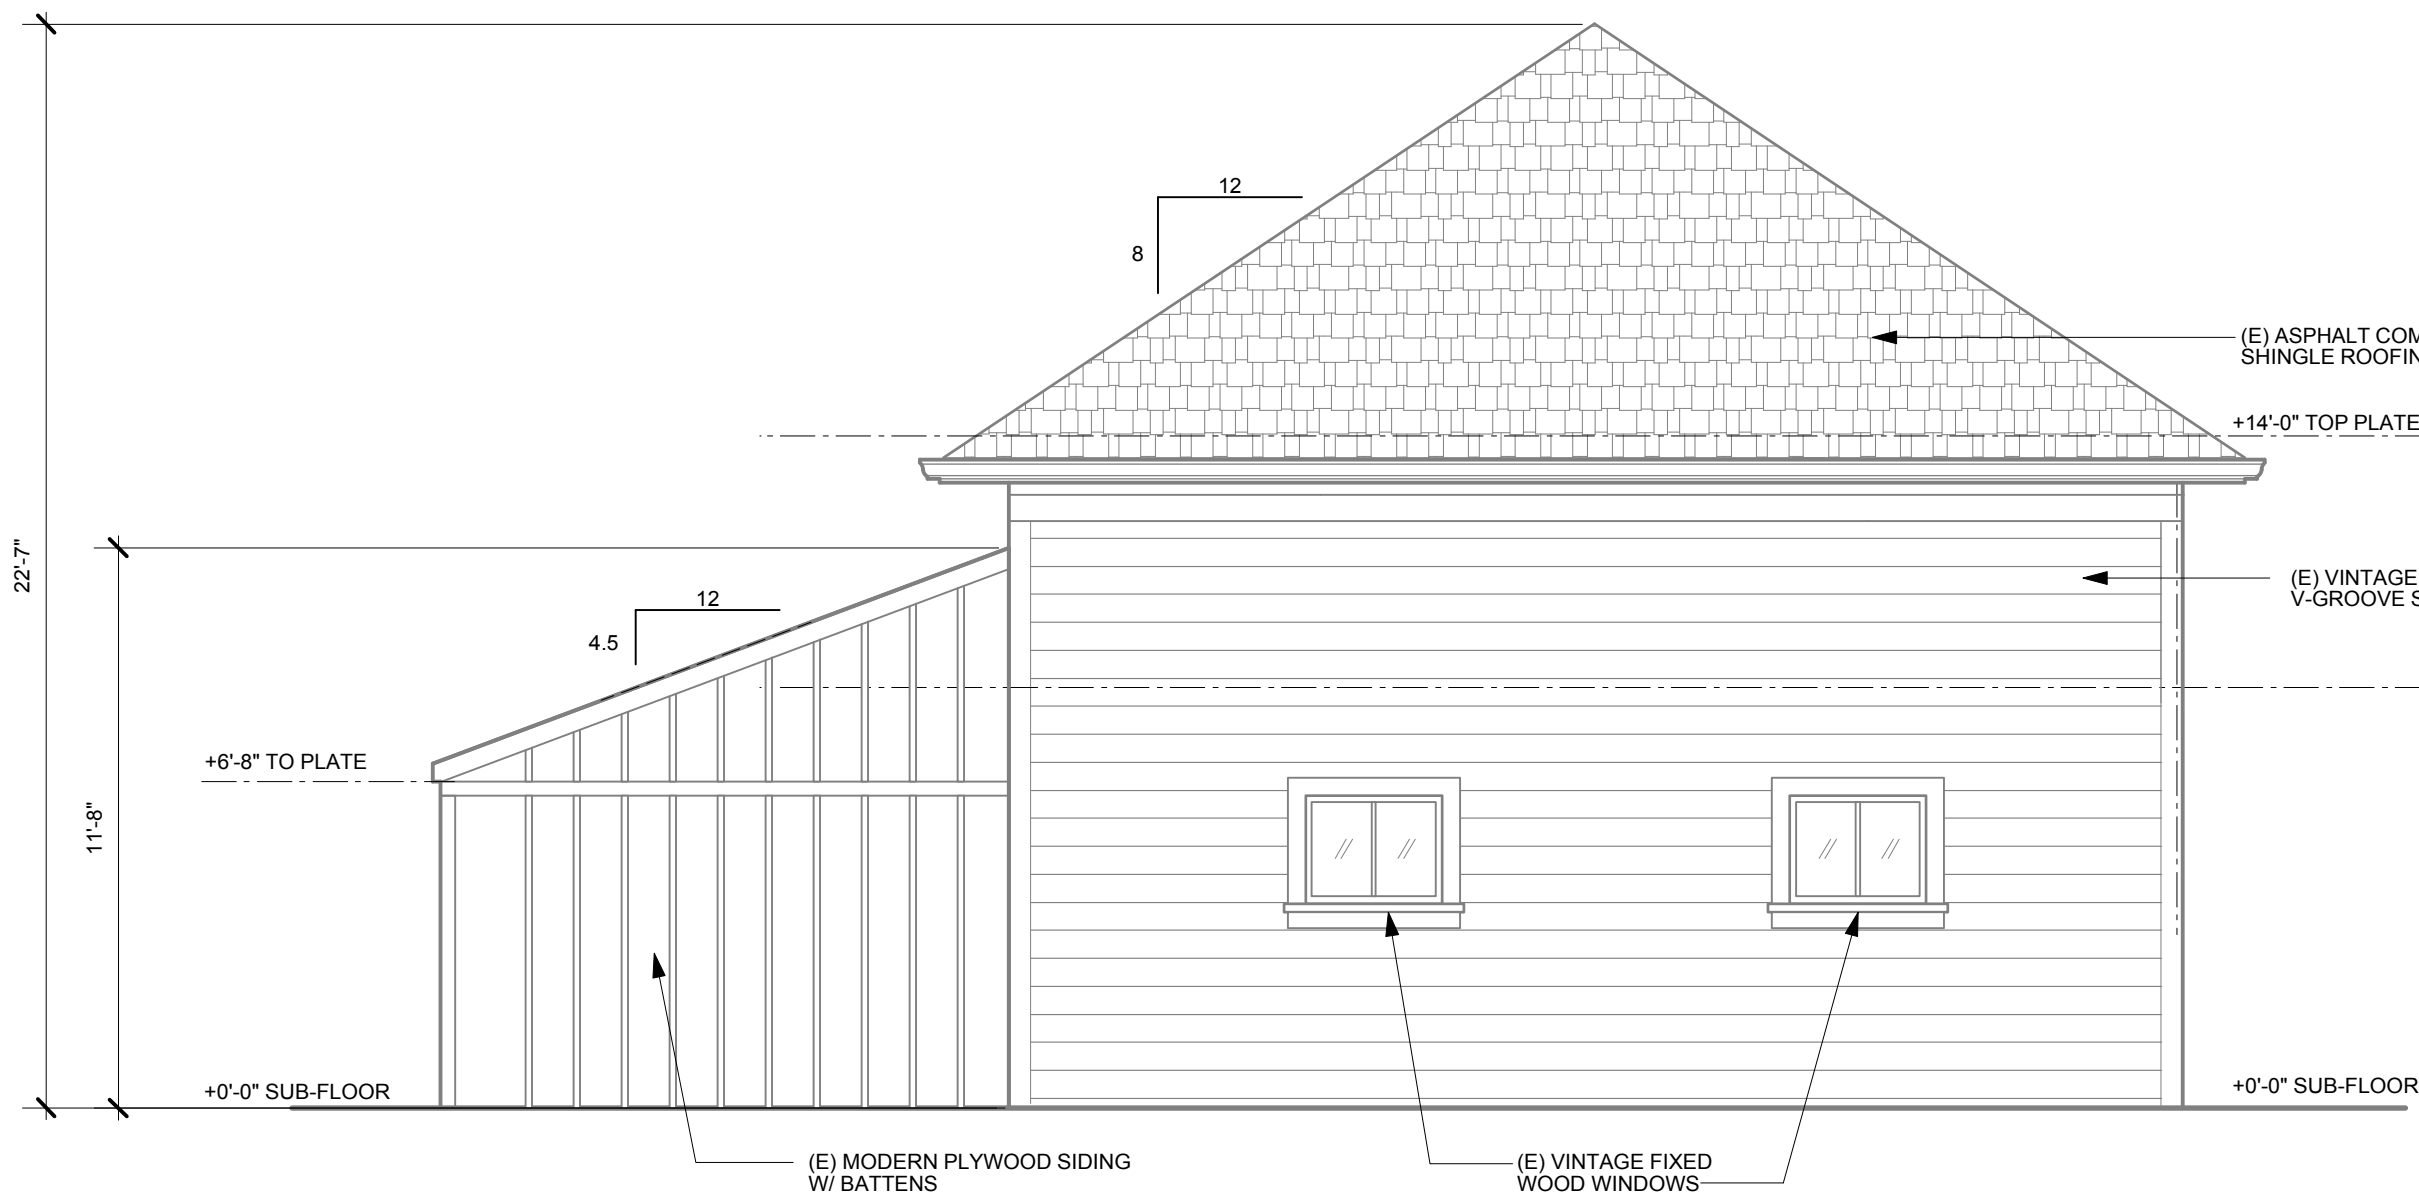 12
8
(E) ASPHALT COM
SHINGLE ROOFIN
+14'-0" TOP PLATE
22'-7"
(E) VINTAGE
V-GROOVE S
12
4.5
+6'-8" TO PLATE
11'-8"
+0'-0" SUB-FLOOR
+0'-0" SUB-FLOOR
(E) MODERN PLYWOOD SIDING
W/ BATTENS
(E) VINTAGE FIXED
WOOD WINDOWS